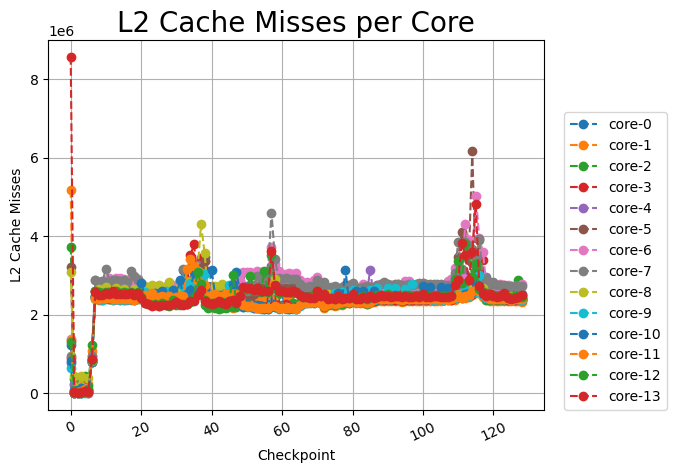 L2 Cache Misses per Core
1e6
8
6
4
2
0
L2 Cache Misses
0
20
40
60
80
100
120
Checkpoint
core-0
core-1
core-2
core-3
core-4
core-5
core-6
core-7
core-8
core-9
core-10
core-11
core-12
core-13